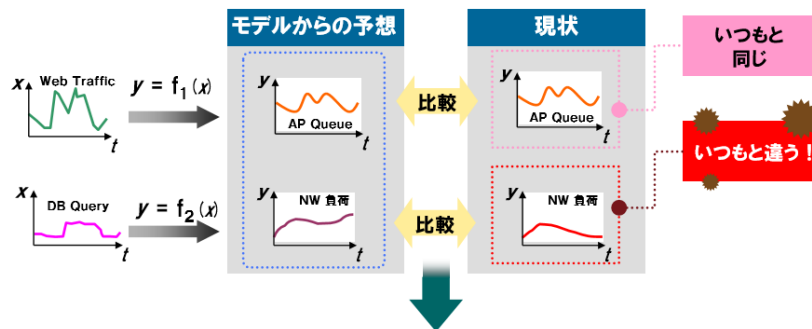 モデルからの予想
現状
いつもと
同じ
x
Web Traffic
t
y = f₁(x)
y
AP Queue
t
比較
y
AP Queue
t
いつもと違う!
x
DB Query
t
y = f₂(x)
y
NW 負荷
t
比較
y
NW 負荷
t